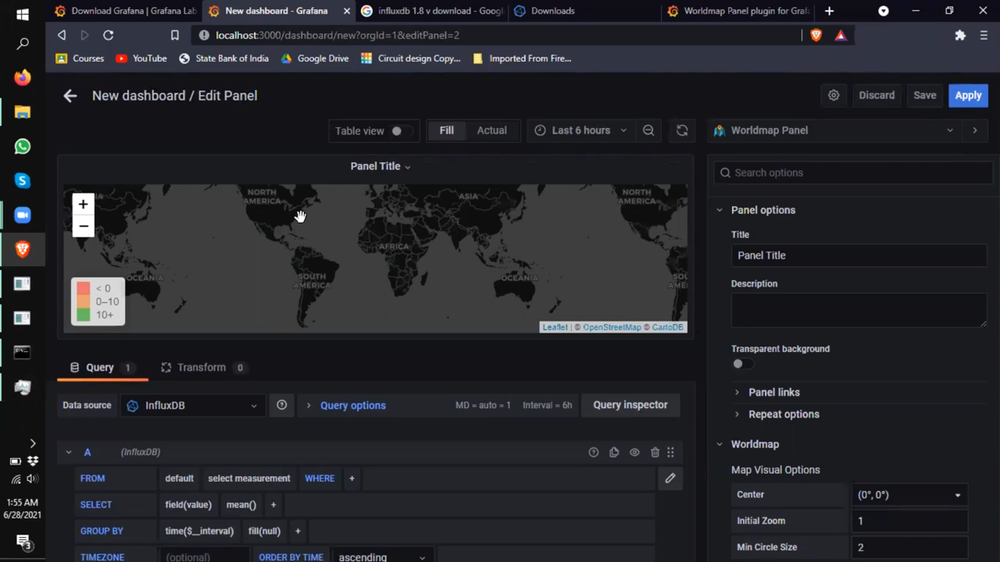 Download Grafana | Grafana Lab
New dashboard - Grafana
influxdb 1.8 v download - Googl
Downloads
Worldmap Panel plugin for Grafa
localhost:3000/dashboard/new?orgId=1&editPanel=2
Courses
YouTube
State Bank of India
Google Drive
Circuit design Copy...
Imported From Fire...
New dashboard / Edit Panel
Discard
Save
Apply
Table view
Fill
Actual
Last 6 hours
Worldmap Panel
Panel Title
Search options
+
−
NORTH
AMERICA
ASIA
NORTH
AMERICA
AFRICA
OCEANIA
SOUTH
AMERICA
OCEANIA
SOU
AME
< 0
0–10
10+
Leaflet | © OpenStreetMap © CartoDB
Panel options
Title
Panel Title
Description
Transparent background
Panel links
Repeat options
Worldmap
Map Visual Options
Center
(0°, 0°)
Initial Zoom
1
Min Circle Size
2
Query 1
Transform 0
Data source
InfluxDB
Query options
MD = auto = 1
Interval = 6h
Query inspector
A
(InfluxDB)
FROM
default
select measurement
WHERE
+
SELECT
field(value)
mean()
+
GROUP BY
time($__interval)
fill(null)
+
TIMEZONE
(optional)
ORDER BY TIME
ascending
1:55 AM
6/28/2021
3